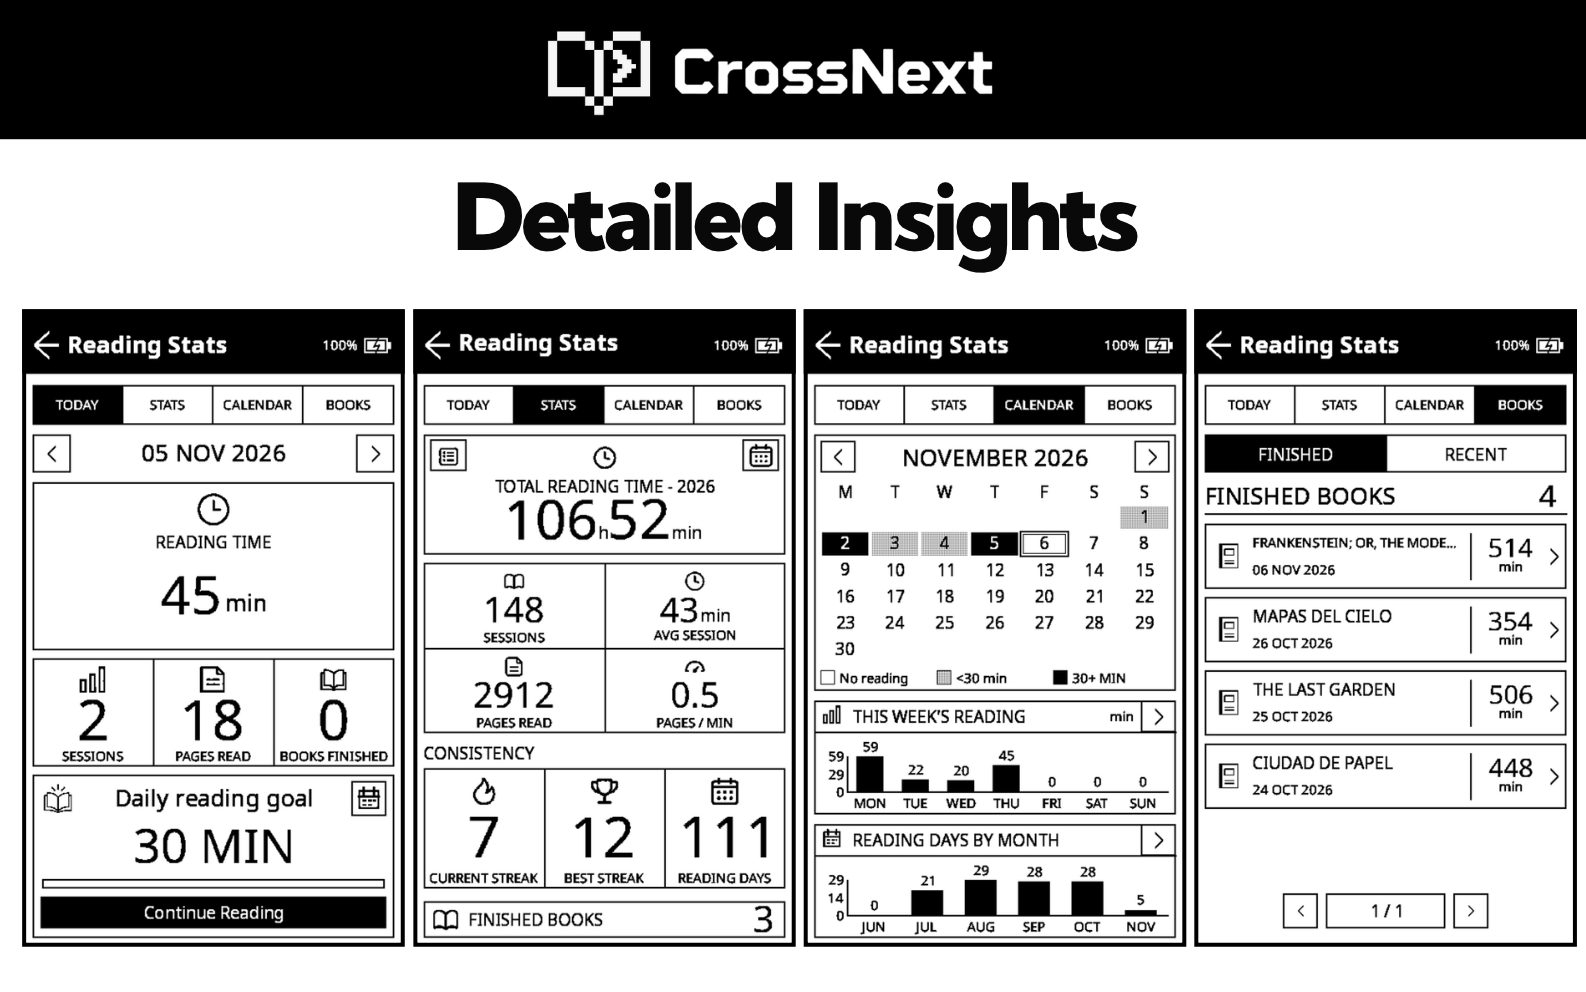 CrossNext
Detailed Insights
Reading Stats 100%
TODAY STATS CALENDAR BOOKS
05 NOV 2026
READING TIME
45 min
2 18 0
SESSIONS PAGES READ BOOKS FINISHED
Daily reading goal
30 MIN
Continue Reading
Reading Stats 100%
TODAY STATS CALENDAR BOOKS
TOTAL READING TIME - 2026
106h52min
148 43min
SESSIONS AVG SESSION
2912 0.5
PAGES READ PAGES / MIN
CONSISTENCY
7 12 111
CURRENT STREAK BEST STREAK READING DAYS
FINISHED BOOKS 3
Reading Stats 100%
TODAY STATS CALENDAR BOOKS
NOVEMBER 2026
M T W T F S S
1
2 3 4 5 6 7 8
9 10 11 12 13 14 15
16 17 18 19 20 21 22
23 24 25 26 27 28 29
30
No reading <30 min 30+ MIN
THIS WEEK'S READING min
59 29 0
59 22 20 45 0 0 0
MON TUE WED THU FRI SAT SUN
READING DAYS BY MONTH
29 14 0
0 21 29 28 28 5
JUN JUL AUG SEP OCT NOV
Reading Stats 100%
TODAY STATS CALENDAR BOOKS
FINISHED RECENT
FINISHED BOOKS 4
FRANKENSTEIN; OR, THE MODE... 514
06 NOV 2026 min
MAPAS DEL CIELO 354
26 OCT 2026 min
THE LAST GARDEN 506
25 OCT 2026 min
CIUDAD DE PAPEL 448
24 OCT 2026 min
1 / 1